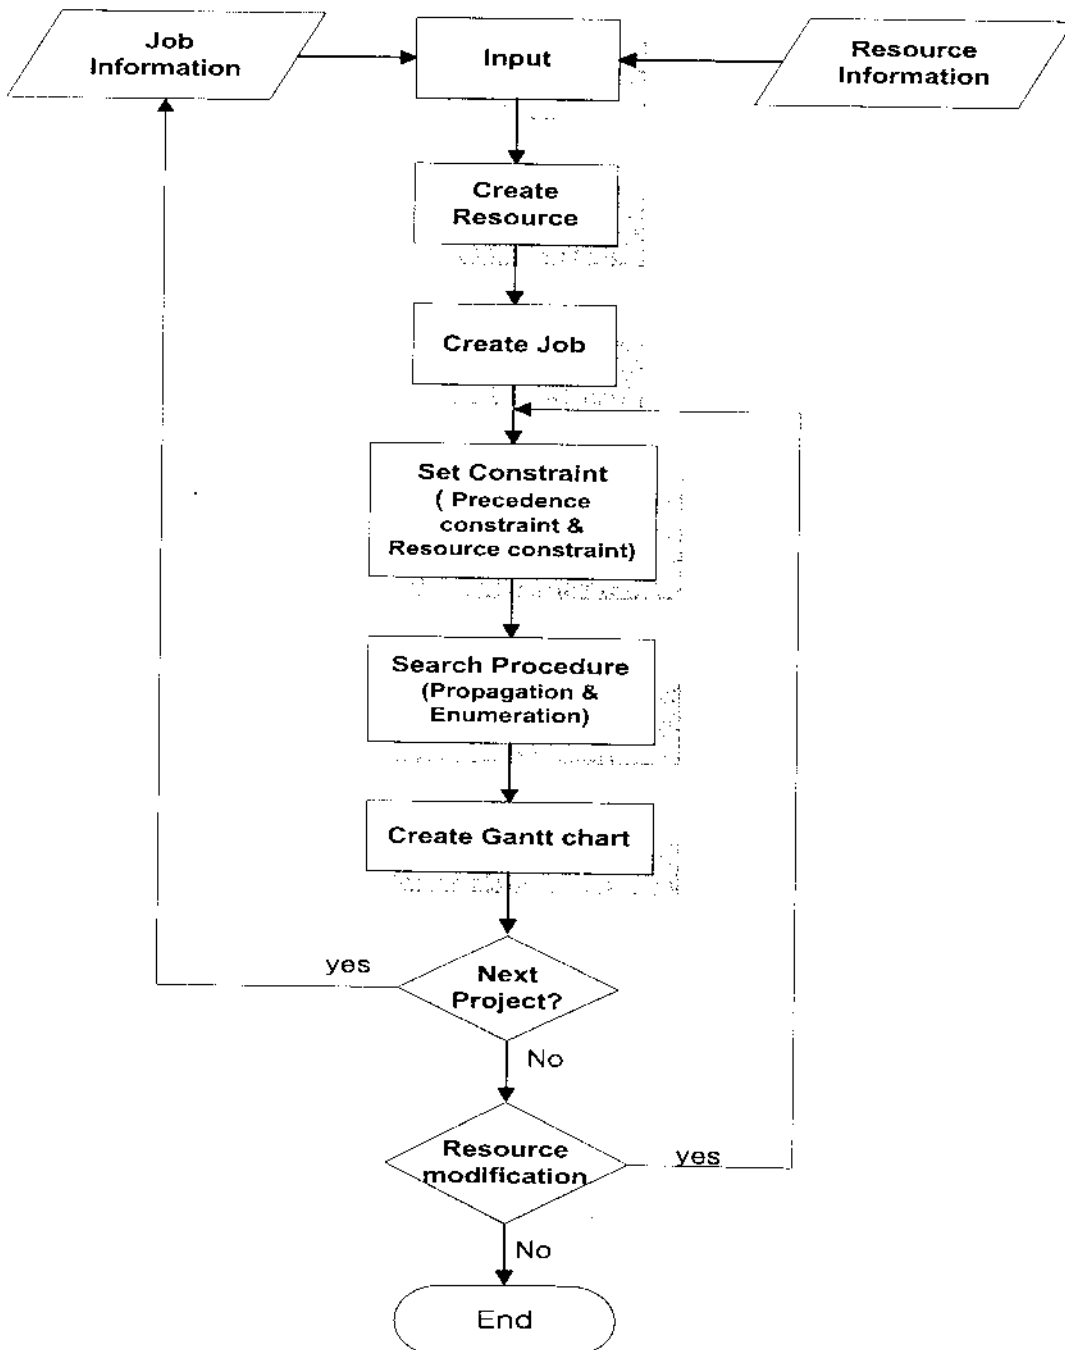 Job
Information
Input
Resource
Information
Create
Resource
Create Job
Set Constraint
( Precedence
constraint &
Resource constraint)
Search Procedure
(Propagation &
Enumeration)
Create Gantt chart
yes
Next
Project?
No
Resource
modification
yes
No
End